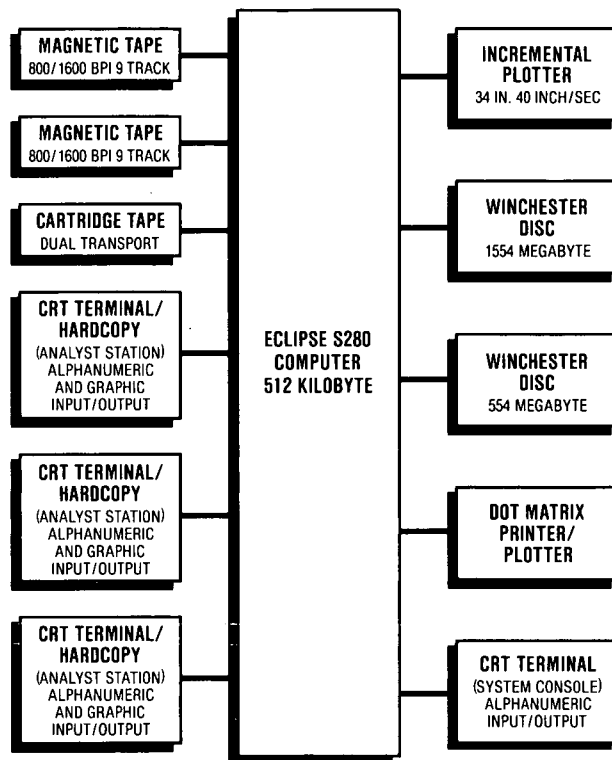 MAGNETIC TAPE
800/1600 BPI 9 TRACK
MAGNETIC TAPE
800/1600 BPI 9 TRACK
CARTRIDGE TAPE
DUAL TRANSPORT
CRT TERMINAL/
HARDCOPY
(ANALYST STATION)
ALPHANUMERIC
AND GRAPHIC
INPUT/OUTPUT
CRT TERMINAL/
HARDCOPY
(ANALYST STATION)
ALPHANUMERIC
AND GRAPHIC
INPUT/OUTPUT
CRT TERMINAL/
HARDCOPY
(ANALYST STATION)
ALPHANUMERIC
AND GRAPHIC
INPUT/OUTPUT
ECLIPSE S280
COMPUTER
512 KILOBYTE
INCREMENTAL
PLOTTER
34 IN. 40 INCH/SEC
WINCHESTER
DISC
1554 MEGABYTE
WINCHESTER
DISC
554 MEGABYTE
DOT MATRIX
PRINTER/
PLOTTER
CRT TERMINAL
(SYSTEM CONSOLE)
ALPHANUMERIC
INPUT/OUTPUT